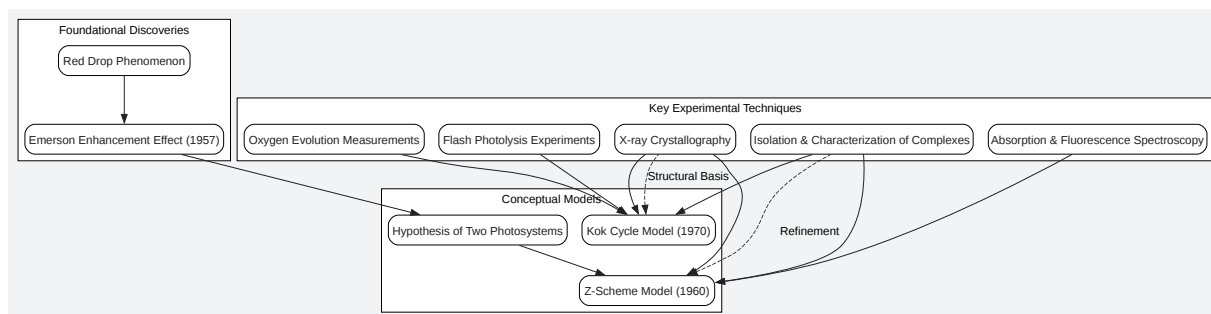 Foundational Discoveries
Red Drop Phenomenon
Key Experimental Techniques
Emerson Enhancement Effect (1957)
Oxygen Evolution Measurements
Flash Photolysis Experiments
X-ray Crystallography
Isolation & Characterization of Complexes
Absorption & Fluorescence Spectroscopy
Structural Basis
Conceptual Models
Hypothesis of Two Photosystems
Kok Cycle Model (1970)
Refinement
Z-Scheme Model (1960)